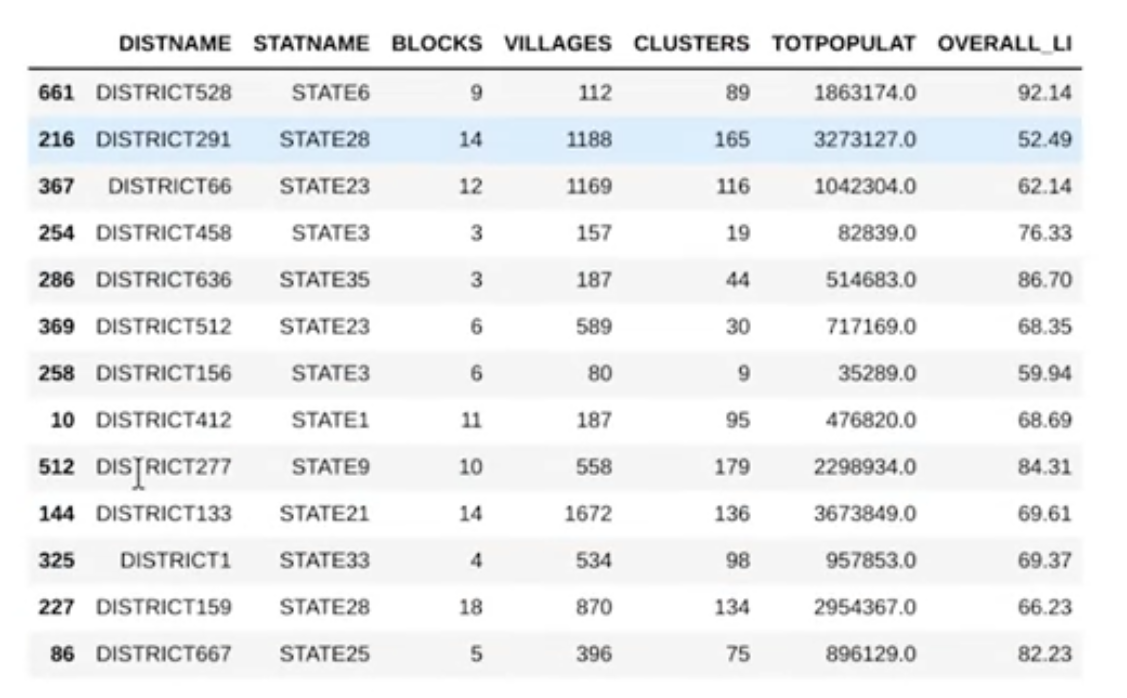 DISTNAME STATNAME BLOCKS VILLAGES CLUSTERS TOTPOPULAT OVERALL_LI
661 DISTRICT528 STATE6 9 112 89 1863174.0 92.14
216 DISTRICT291 STATE28 14 1188 165 3273127.0 52.49
367 DISTRICT66 STATE23 12 1169 116 1042304.0 62.14
254 DISTRICT458 STATE3 3 157 19 82839.0 76.33
286 DISTRICT636 STATE35 3 187 44 514683.0 86.70
369 DISTRICT512 STATE23 6 589 30 717169.0 68.35
258 DISTRICT156 STATE3 6 80 9 35289.0 59.94
10 DISTRICT412 STATE1 11 187 95 476820.0 68.69
512 DISTRICT277 STATE9 10 558 179 2298934.0 84.31
144 DISTRICT133 STATE21 14 1672 136 3673849.0 69.61
325 DISTRICT1 STATE33 4 534 98 957853.0 69.37
227 DISTRICT159 STATE28 18 870 134 2954367.0 66.23
86 DISTRICT667 STATE25 5 396 75 896129.0 82.23